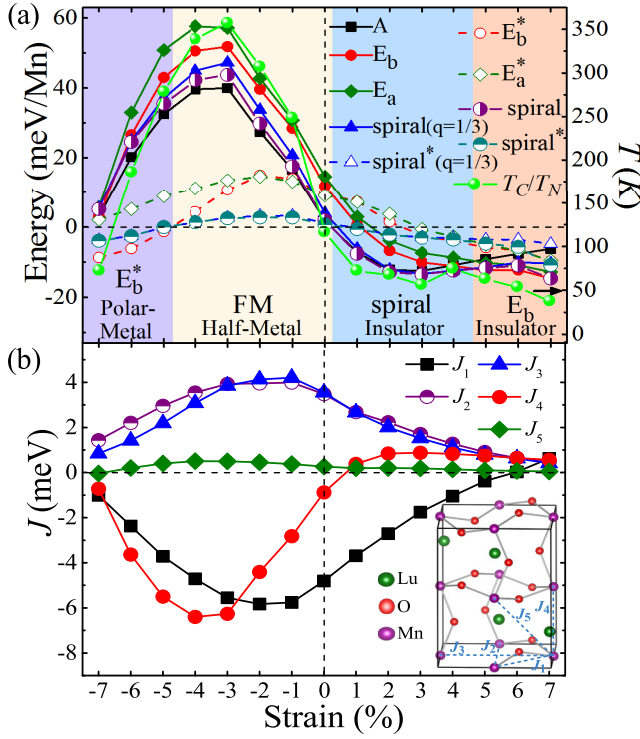 (a)
60
40
20
0
-20
Energy (meV/Mn)
A
E_b
E_a
spiral(q=1/3)
spiral*(q=1/3)
E_b^*
E_a^*
spiral
spiral*
T_C/T_N
350
300
250
200
150
100
50
0
T (K)
E_b^*
Polar-
Metal
FM
Half-Metal
spiral
Insulator
E_b
Insulator
(b)
4
2
0
-2
-4
-6
-8
J (meV)
J_1
J_2
J_3
J_4
J_5
Lu
O
Mn
J_4
J_5
J_3
J_2
J_1
-7 -6 -5 -4 -3 -2 -1 0 1 2 3 4 5 6 7
Strain (%)